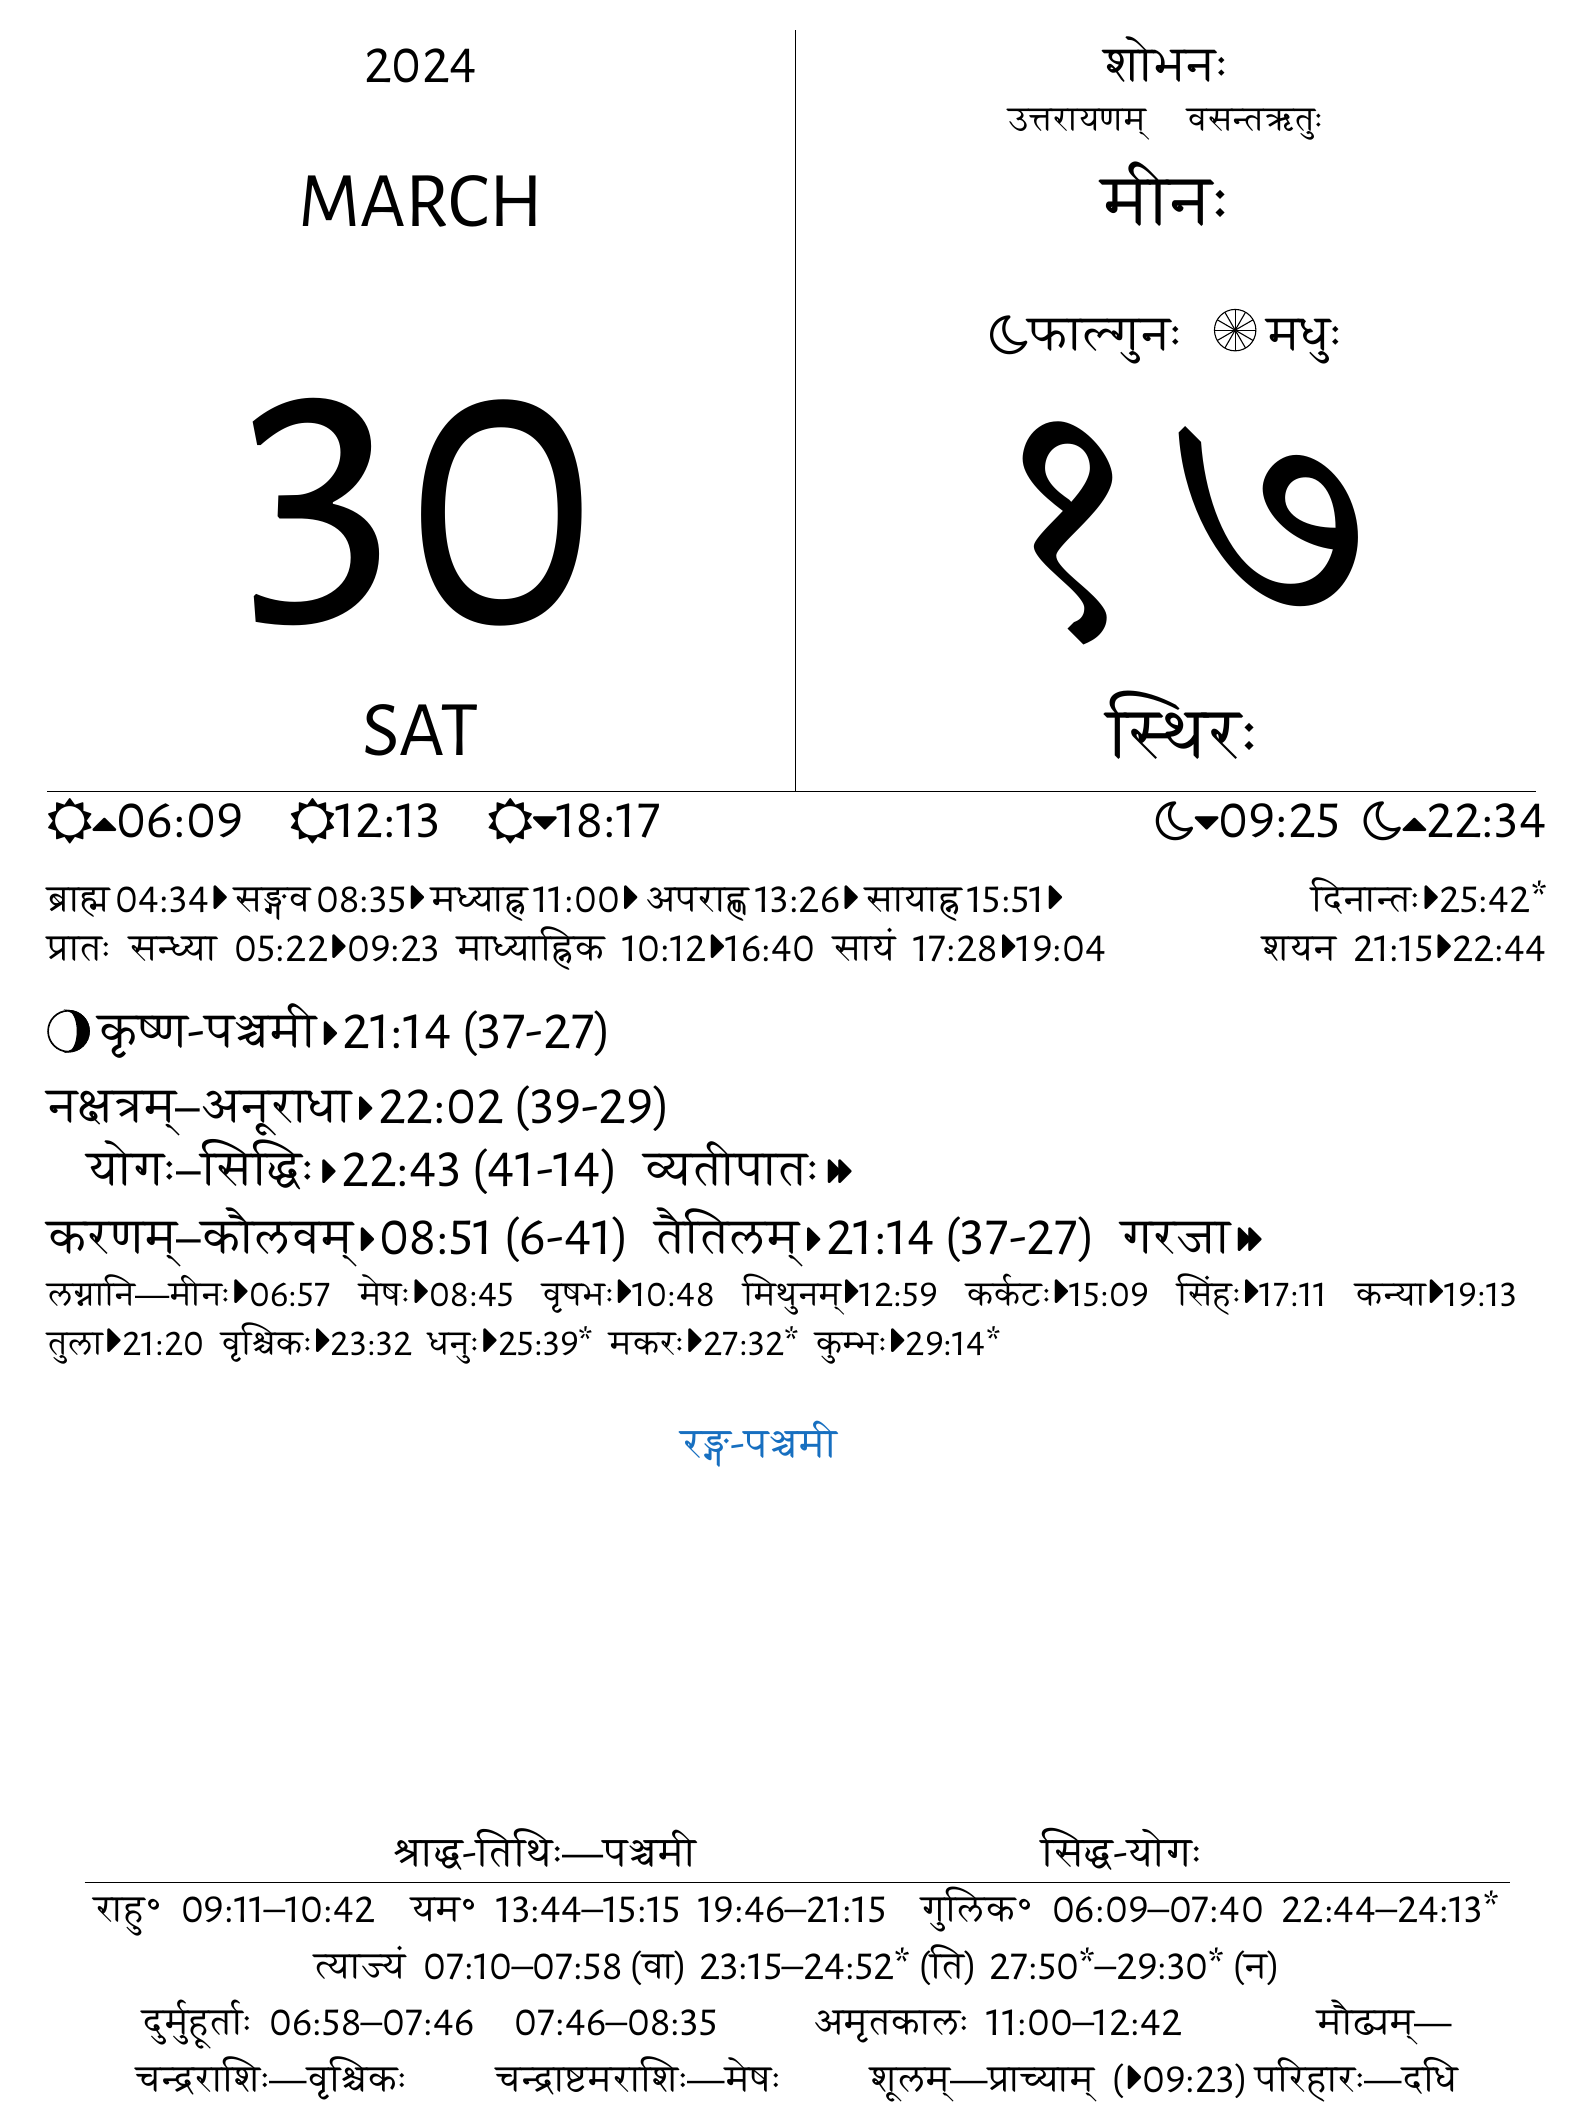 2024
MARCH
30
SAT
शोभनः
उत्तरायणम् वसन्तऋतुः
मीनः
फाल्गुनः मधुः
१७
स्थिरः
06:09 12:13 18:17 09:25 22:34
ब्राह्म 04:34 सङ्गव 08:35 मध्याह्न 11:00 अपराह्ण 13:26 सायाह्न 15:51 दिनान्तः 25:42*
प्रातः सन्ध्या 05:22 09:23 माध्याह्निक 10:12 16:40 सायं 17:28 19:04 शयन 21:15 22:44
कृष्ण-पञ्चमी 21:14 (37-27)
नक्षत्रम्–अनूराधा 22:02 (39-29)
योगः–सिद्धिः 22:43 (41-14) व्यतीपातः
करणम्–कौलवम् 08:51 (6-41) तैतिलम् 21:14 (37-27) गरजा
लग्नानि—मीनः 06:57 मेषः 08:45 वृषभः 10:48 मिथुनम् 12:59 कर्कटः 15:09 सिंहः 17:11 कन्या 19:13
तुला 21:20 वृश्चिकः 23:32 धनुः 25:39* मकरः 27:32* कुम्भः 29:14*
रङ्ग-पञ्चमी
श्राद्ध-तिथिः—पञ्चमी सिद्ध-योगः
राहु॰ 09:11–10:42 यम॰ 13:44–15:15 19:46–21:15 गुलिक॰ 06:09–07:40 22:44–24:13*
त्याज्यं 07:10–07:58 (वा) 23:15–24:52* (ति) 27:50*–29:30* (न)
दुर्मुहूर्ताः 06:58–07:46 07:46–08:35 अमृतकालः 11:00–12:42 मौढ्यम्—
चन्द्रराशिः—वृश्चिकः चन्द्राष्टमराशिः—मेषः शूलम्—प्राच्याम् (09:23) परिहारः—दधि